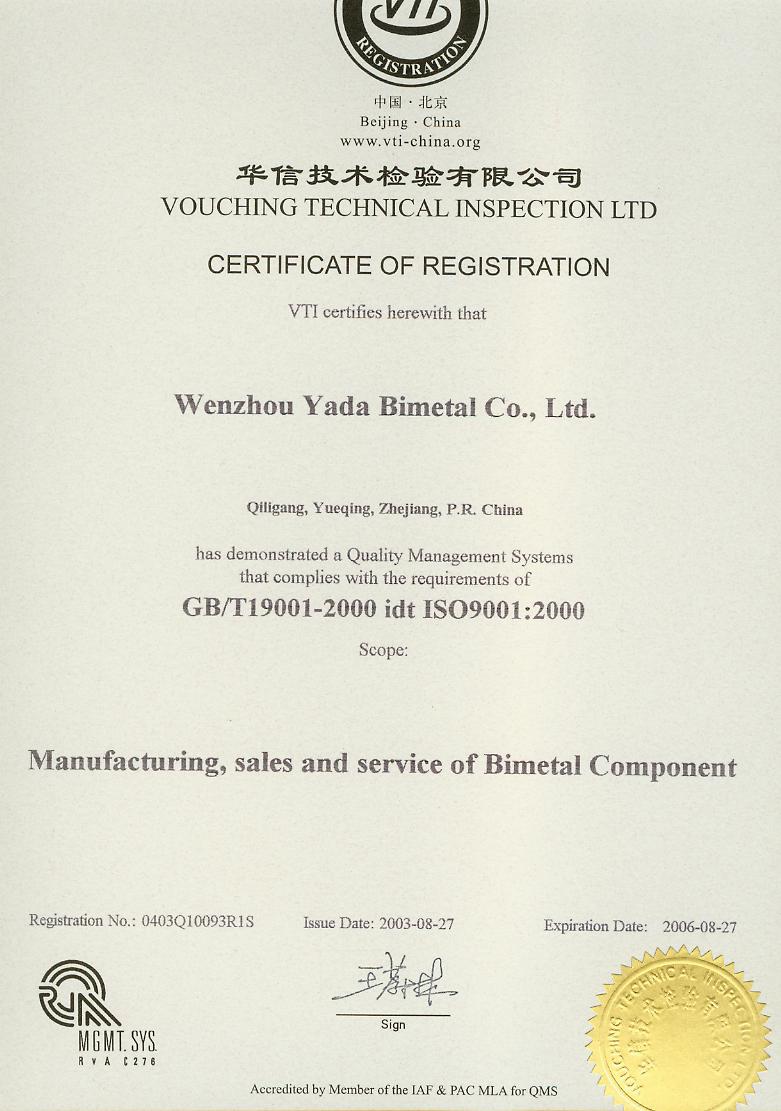 VTI
REGISTRATION
中国·北京
Beijing · China
www.vti-china.org
华信技术检验有限公司
VOUCHING TECHNICAL INSPECTION LTD
CERTIFICATE OF REGISTRATION
VTI certifies herewith that
Wenzhou Yada Bimetal Co., Ltd.
Qiligang, Yueqing, Zhejiang, P.R. China
has demonstrated a Quality Management Systems
that complies with the requirements of
GB/T19001-2000 idt ISO9001:2000
Scope:
Manufacturing, sales and service of Bimetal Component
Registration No.: 0403Q10093R1S
Issue Date: 2003-08-27
Expiration Date: 2006-08-27
MGMT. SYS.
R v A C276
Sign
VOUCHING TECHNICAL INSPECTION LTD.
华信技术检验有限公司
Accredited by Member of the IAF & PAC MLA for QMS